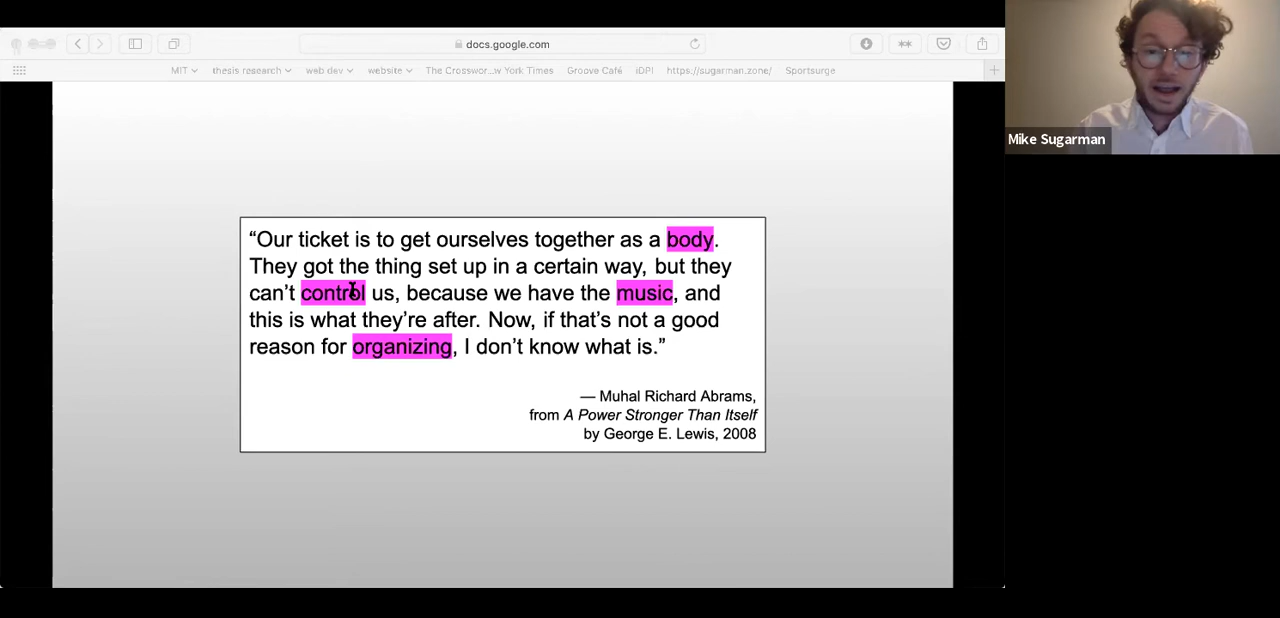 docs.google.com
MIT
thesis research
web dev
website
The Crosswor...w York Times
Groove Café
iDPI
https://sugarman.zone/
Sportsurge
Mike Sugarman
“Our ticket is to get ourselves together as a body.
They got the thing set up in a certain way, but they
can’t control us, because we have the music, and
this is what they’re after. Now, if that’s not a good
reason for organizing, I don’t know what is.”
— Muhal Richard Abrams,
from A Power Stronger Than Itself
by George E. Lewis, 2008